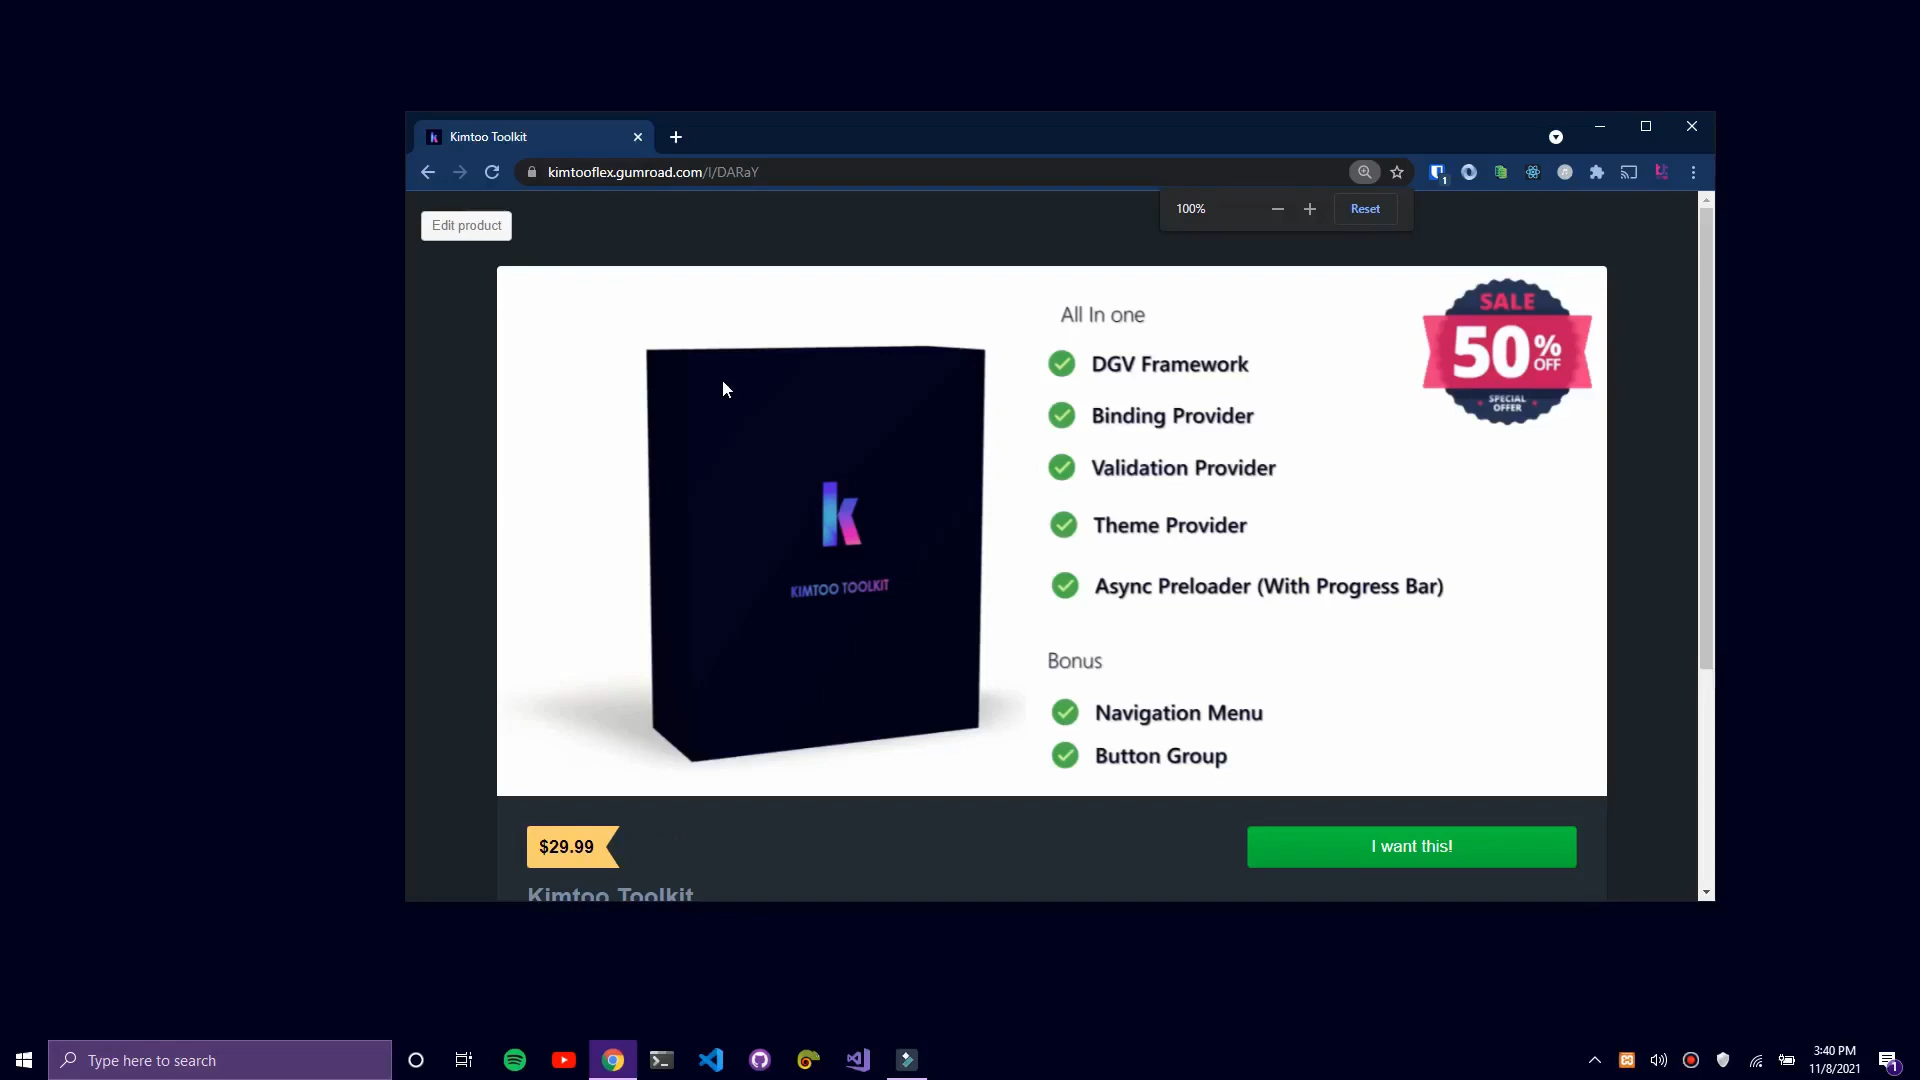 Kimtoo Toolkit
kimtooflex.gumroad.com/l/DARaY
1
100%
Reset
Edit product
All In one
DGV Framework
Binding Provider
Validation Provider
Theme Provider
Async Preloader (With Progress Bar)
Bonus
Navigation Menu
Button Group
SALE
50%
OFF
SPECIAL
OFFER
k
KIMTOO TOOLKIT
$29.99
I want this!
Kimtoo Toolkit
Type here to search
3:40 PM
11/8/2021
1